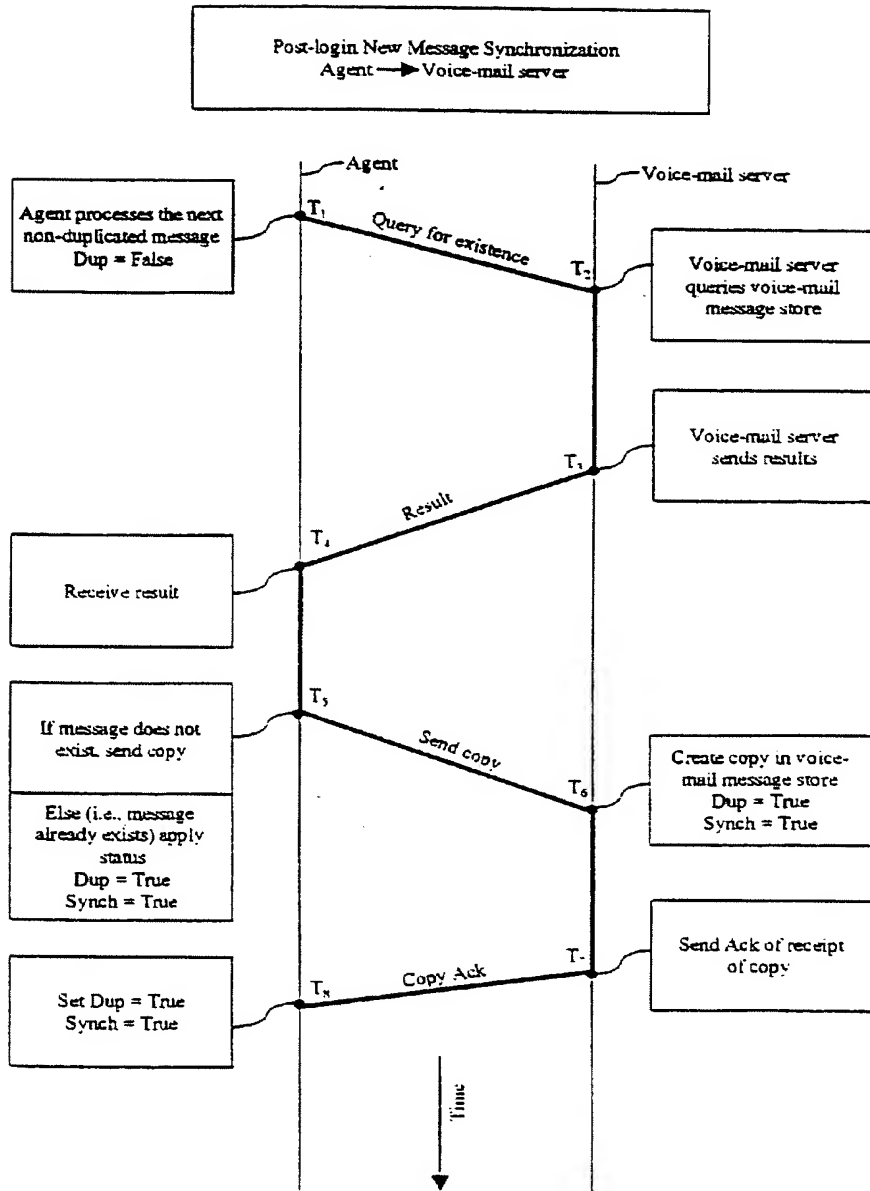 Post-login New Message Synchronization
Agent → Voice-mail server
Agent
Voice-mail server
Agent processes the next
non-duplicated message
Dup = False
T₁
Query for existence
T₂
Voice-mail server
queries voice-mail
message store
T₃
Voice-mail server
sends results
Result
T₄
Receive result
T₅
If message does not
exist, send copy
Send copy
T₆
Create copy in voice-
mail message store
Dup = True
Synch = True
Else (i.e., message
already exists) apply
status
Dup = True
Synch = True
T₇
Send Ack of receipt
of copy
Copy Ack
T₈
Set Dup = True
Synch = True
Time